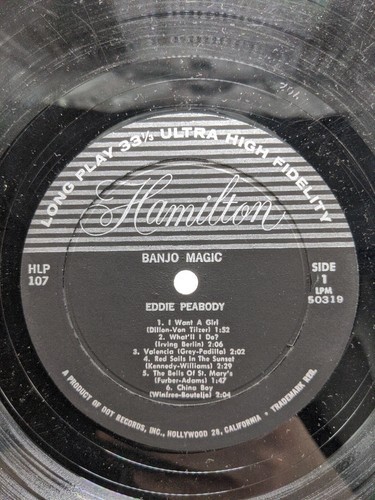 LONG PLAY 33⅓ ULTRA HIGH FIDELITY
Hamilton
BANJO MAGIC
HLP
107
SIDE
1
LPM
50319
EDDIE PEABODY
1. I Want A Girl
(Dillon-Von Tilzer) 1:52
2. What'll I Do?
(Irving Berlin) 2:06
3. Valencia (Grey-Padilla) 2:02
4. Red Sails In The Sunset
(Kennedy-Williams) 2:29
5. The Bells Of St. Mary's
(Furber-Adams) 1:47
6. China Boy
(Winfree-Boutelje) 2:04
A PRODUCT OF DOT RECORDS, INC., HOLLYWOOD 28, CALIFORNIA • TRADEMARK REG.